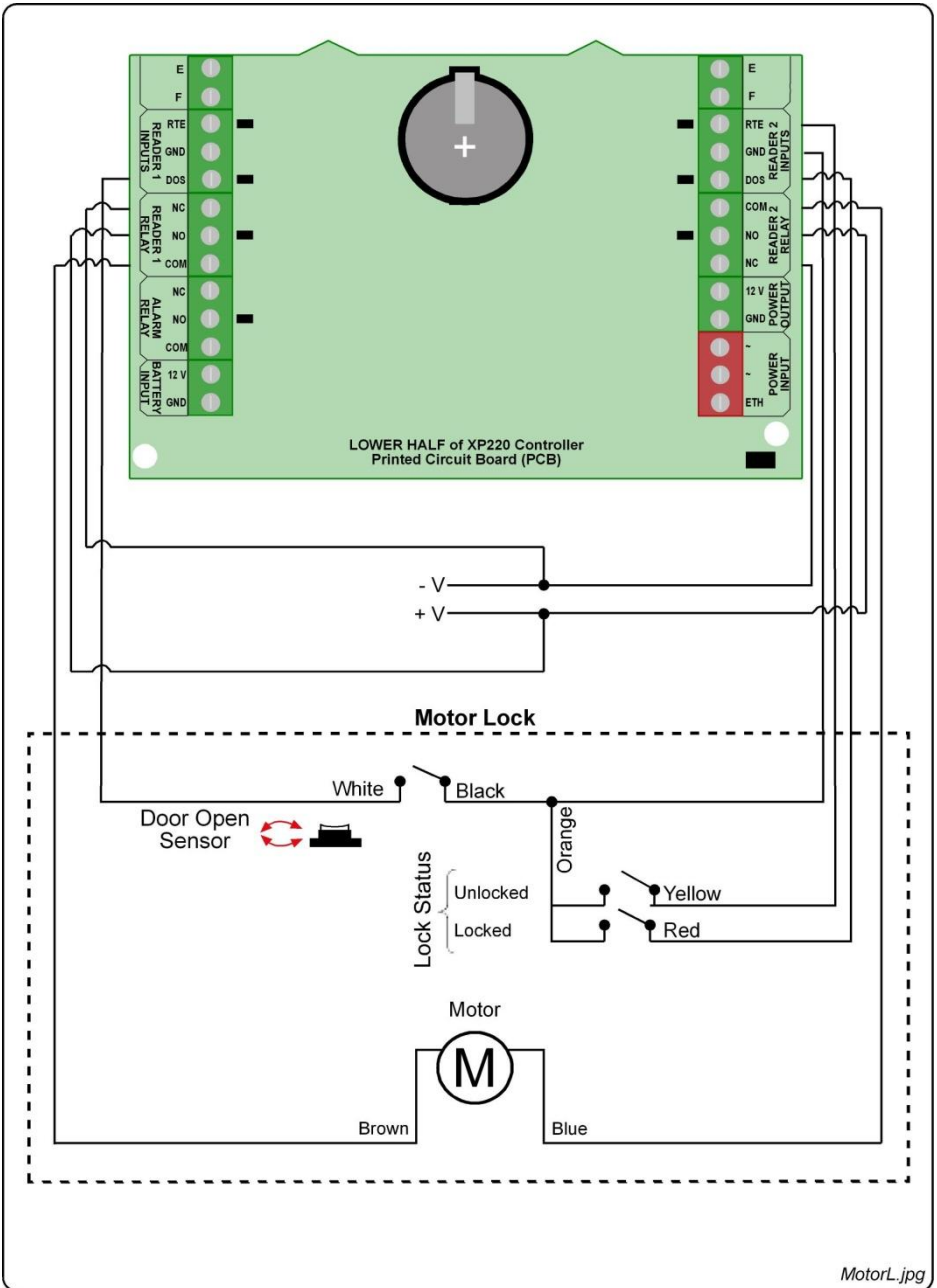 E
F
RTE
GND
DOS
NC
NO
COM
NC
NO
COM
12 V
GND
READER 1
INPUTS
READER 1
RELAY
ALARM
RELAY
BATTERY
INPUT
+
E
F
RTE
GND
DOS
COM
NO
NC
12 V
GND
~
~
ETH
READER 2
INPUTS
READER 2
RELAY
POWER
OUTPUT
POWER
INPUT
LOWER HALF of XP220 Controller
Printed Circuit Board (PCB)
- V
+ V
Motor Lock
White
Black
Door Open
Sensor
Orange
Lock Status
Unlocked
Yellow
Locked
Red
Motor
M
Brown
Blue
MotorL.jpg